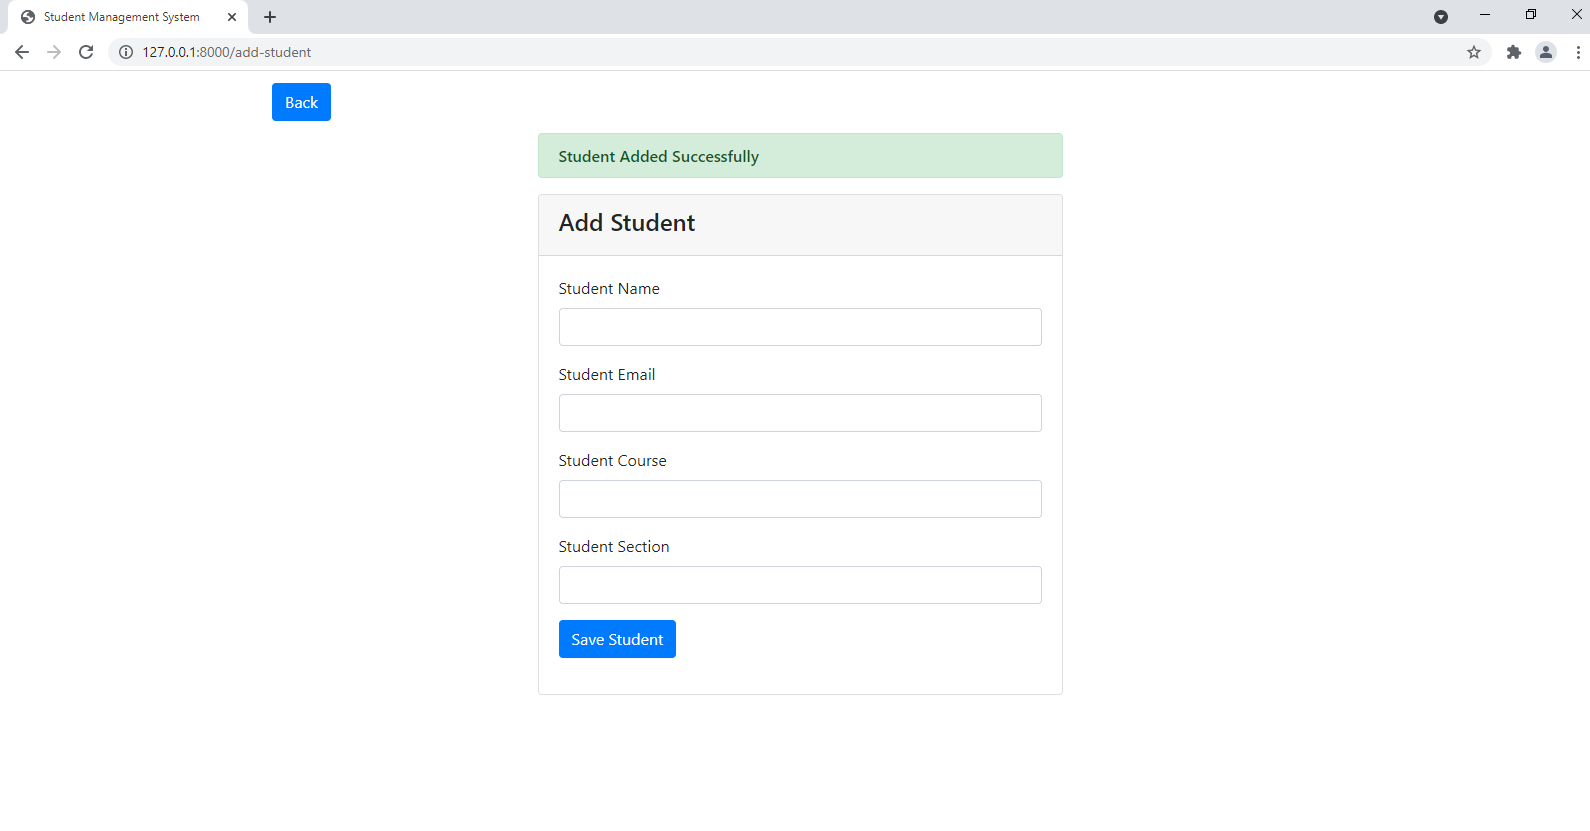 Student Management System
127.0.0.1:8000/add-student
Back
Student Added Successfully
Add Student
Student Name
Student Email
Student Course
Student Section
Save Student